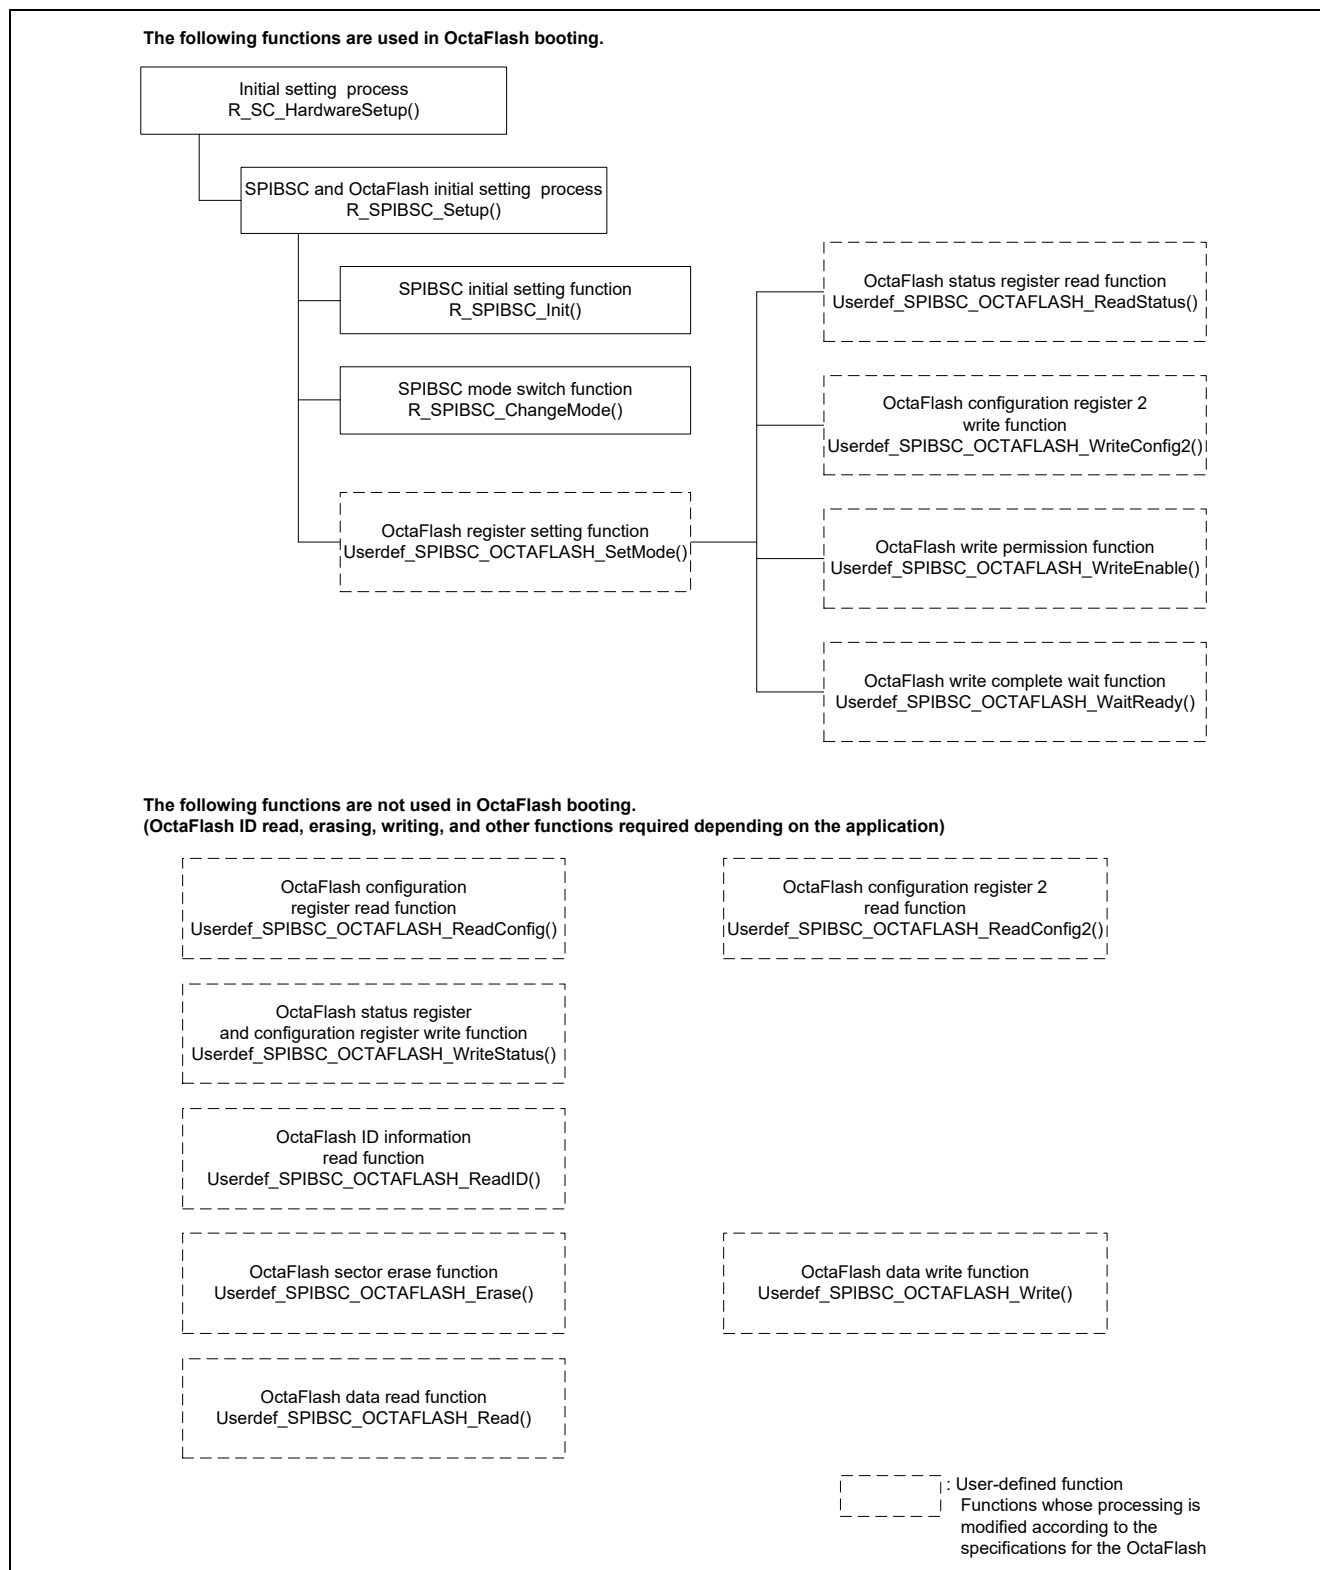 The following functions are used in OctaFlash booting.
Initial setting process
R_SC_HardwareSetup()
SPIBSC and OctaFlash initial setting process
R_SPIBSC_Setup()
SPIBSC initial setting function
R_SPIBSC_Init()
SPIBSC mode switch function
R_SPIBSC_ChangeMode()
OctaFlash register setting function
Userdef_SPIBSC_OCTAFLASH_SetMode()
OctaFlash status register read function
Userdef_SPIBSC_OCTAFLASH_ReadStatus()
OctaFlash configuration register 2
write function
Userdef_SPIBSC_OCTAFLASH_WriteConfig2()
OctaFlash write permission function
Userdef_SPIBSC_OCTAFLASH_WriteEnable()
OctaFlash write complete wait function
Userdef_SPIBSC_OCTAFLASH_WaitReady()
The following functions are not used in OctaFlash booting.
(OctaFlash ID read, erasing, writing, and other functions required depending on the application)
OctaFlash configuration
register read function
Userdef_SPIBSC_OCTAFLASH_ReadConfig()
OctaFlash configuration register 2
read function
Userdef_SPIBSC_OCTAFLASH_ReadConfig2()
OctaFlash status register
and configuration register write function
Userdef_SPIBSC_OCTAFLASH_WriteStatus()
OctaFlash ID information
read function
Userdef_SPIBSC_OCTAFLASH_ReadID()
OctaFlash sector erase function
Userdef_SPIBSC_OCTAFLASH_Erase()
OctaFlash data write function
Userdef_SPIBSC_OCTAFLASH_Write()
OctaFlash data read function
Userdef_SPIBSC_OCTAFLASH_Read()
: User-defined function
Functions whose processing is
modified according to the
specifications for the OctaFlash